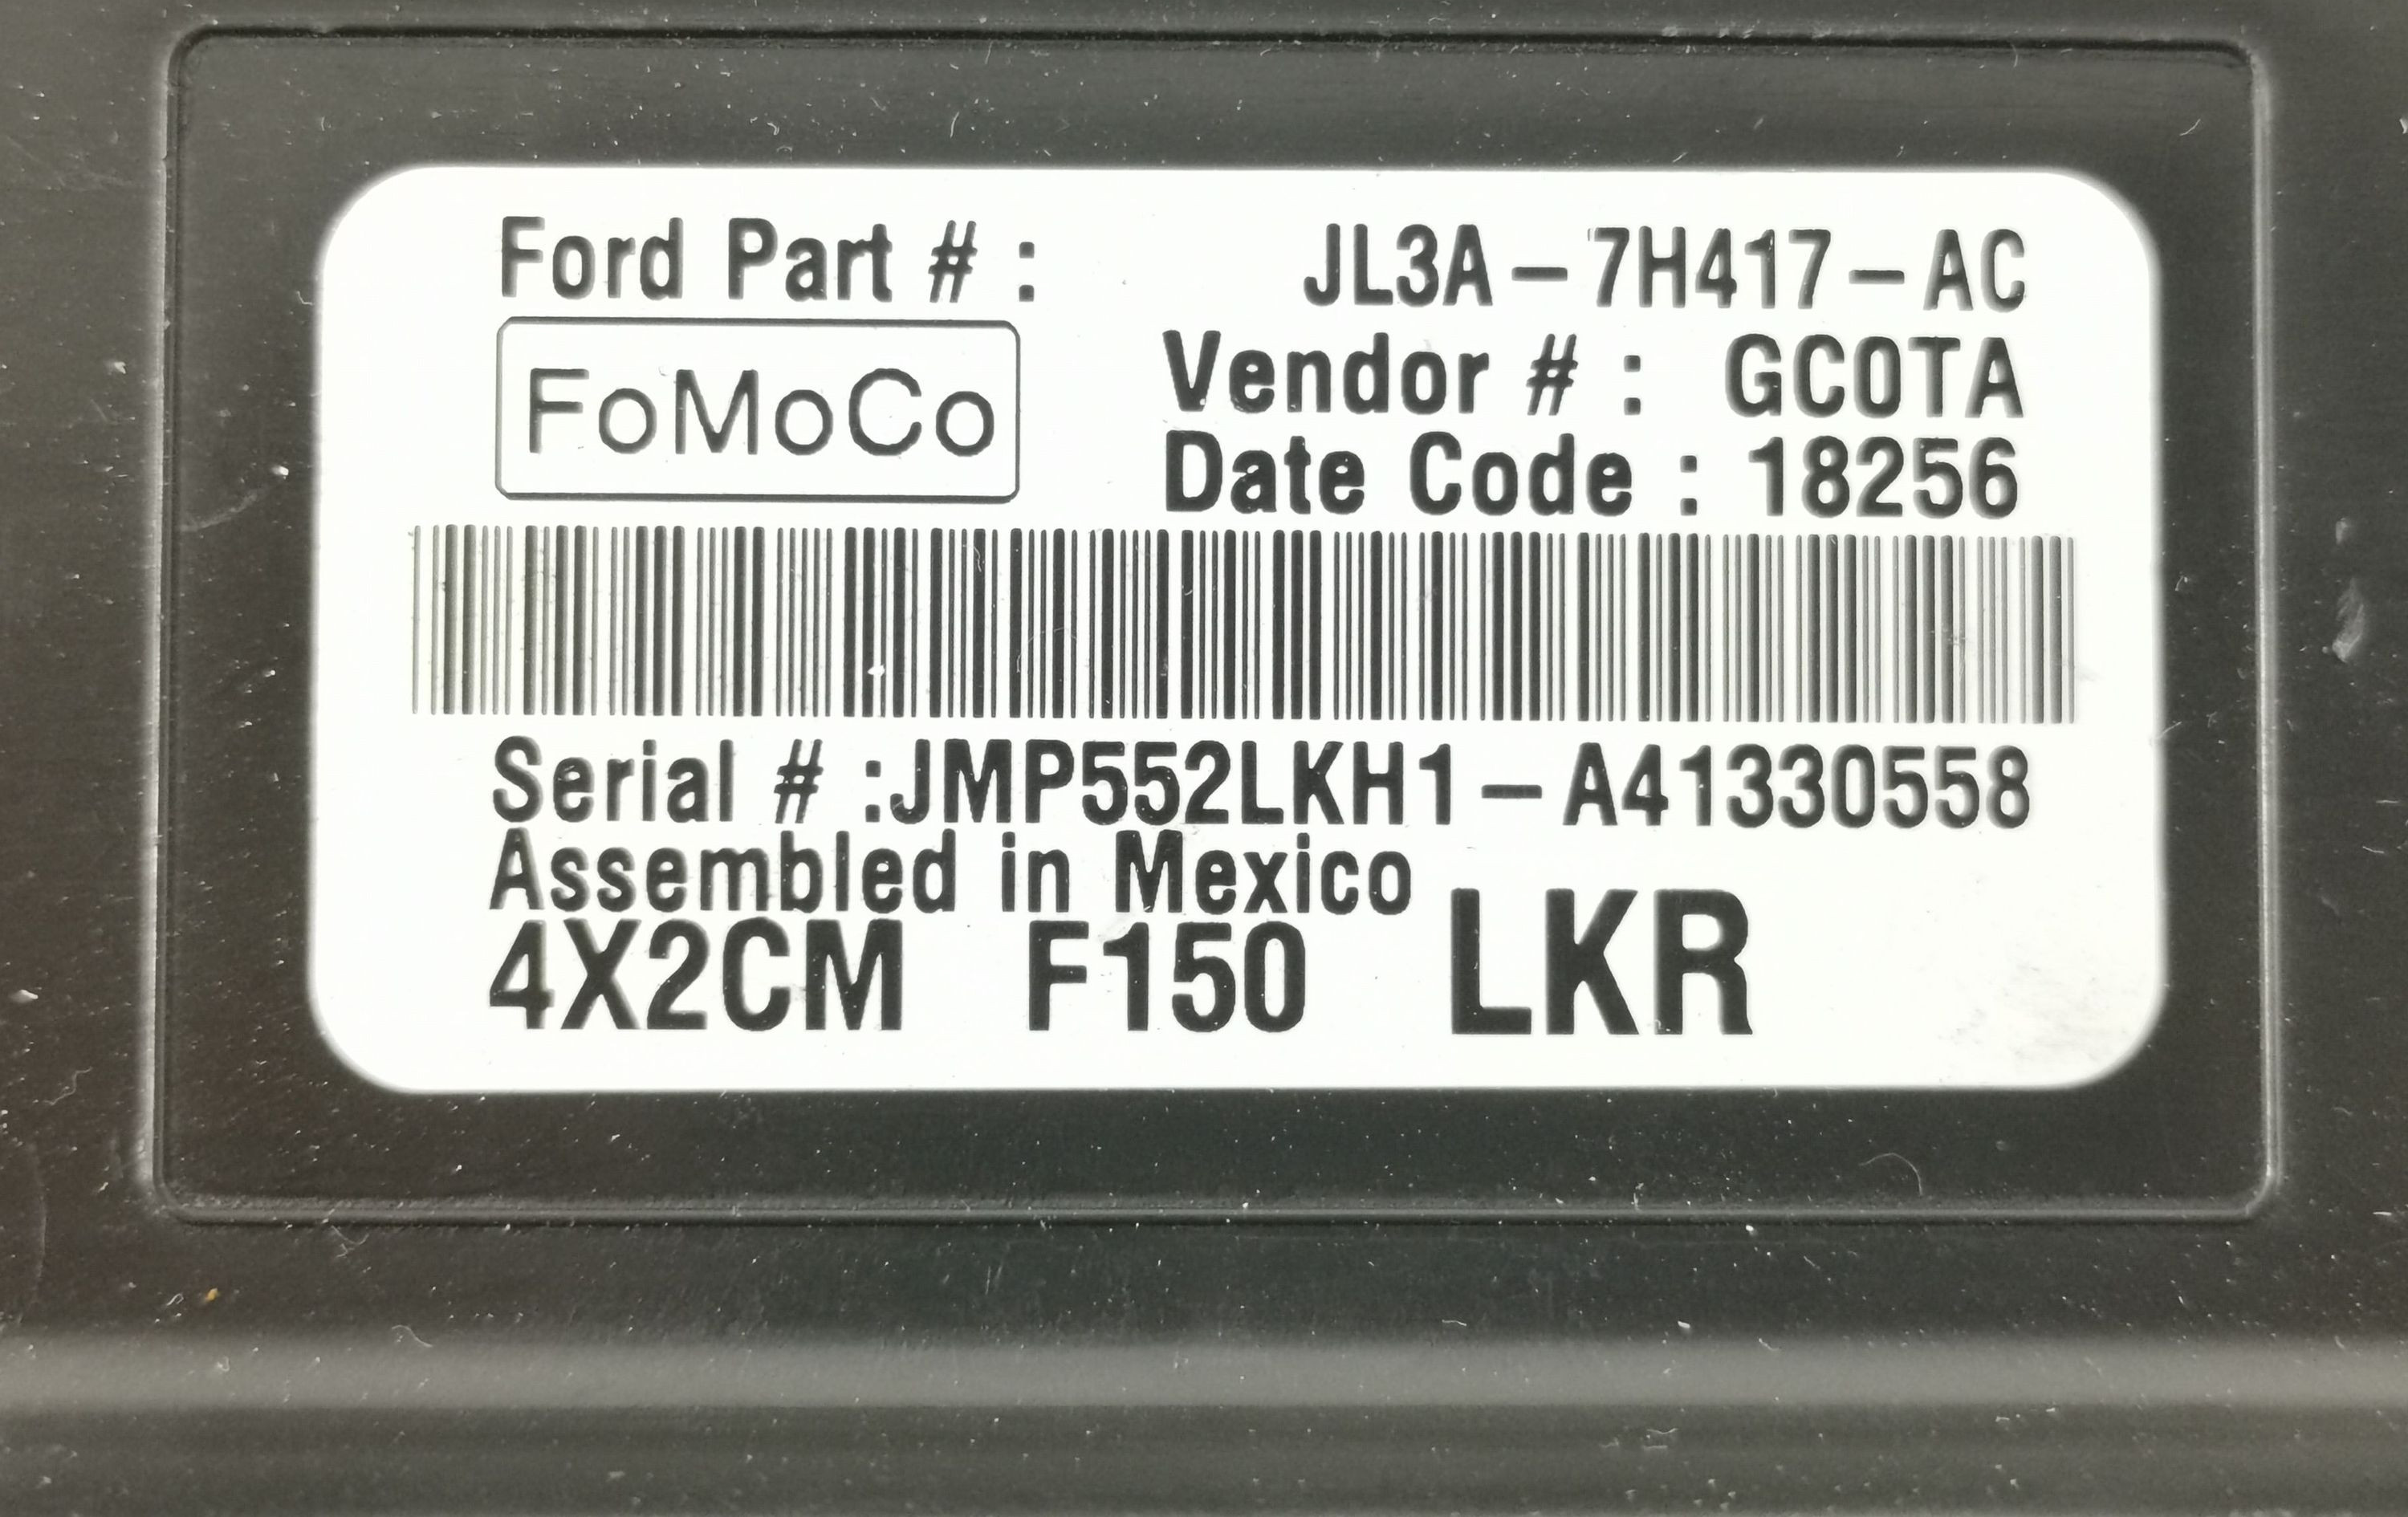 Ford Part # : JL3A-7H417-AC
FoMoCo
Vendor # : GC0TA
Date Code : 18256
Serial # :JMP552LKH1-A41330558
Assembled in Mexico
4X2CM F150 LKR